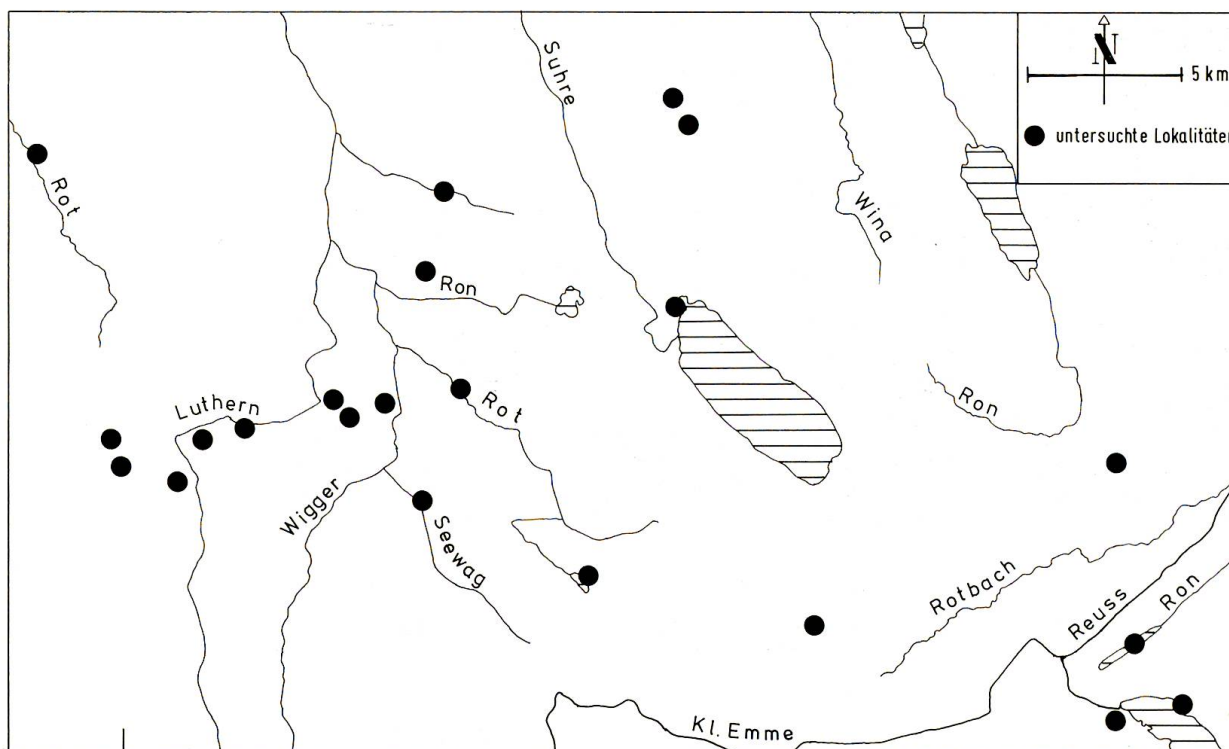 Suhre
N
5 km
untersuchte Lokalitäten
Rot
Wina
Ron
Luthern
Rot
Ron
Wigger
Seewag
Rotbach
Reuss
Ron
Kl. Emme